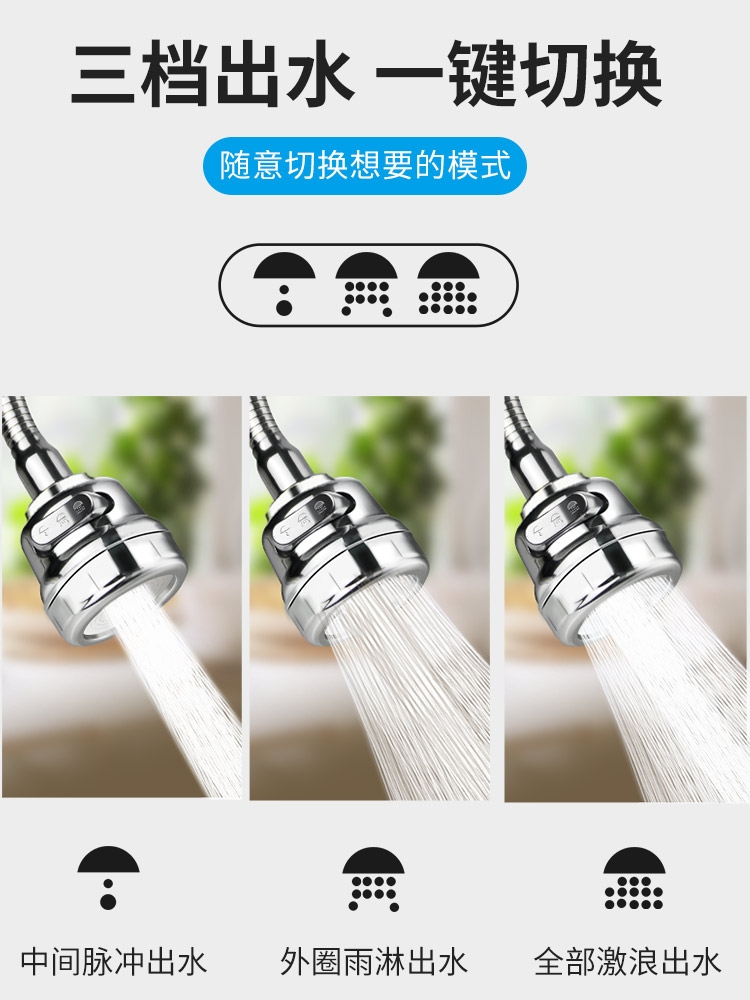 三档出水 一键切换
随意切换想要的模式
中间脉冲出水
外圈雨淋出水
全部激浪出水